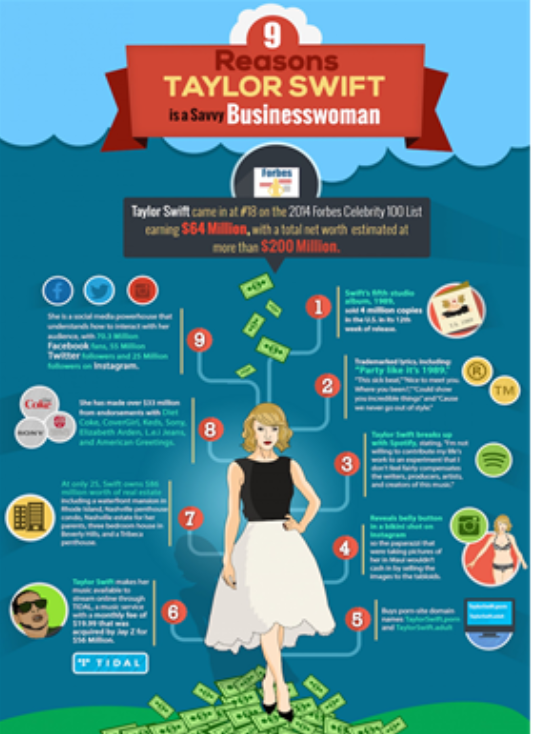 9
Reasons
TAYLOR SWIFT
is a Savvy Businesswoman
Forbes
Taylor Swift came in at #18 on the 2014 Forbes Celebrity 100 List
earning $64 Million, with a total net worth estimated at
more than $200 Million.
1
Swift's fifth studio
album, 1989,
sold 4 million copies
in the U.S. in its 12th
week of release.
2
Trademarked lyrics, including:
"Party like it's 1989."
"This sick beat," "Nice to meet you.
Where you been?," "Could show
you incredible things" and "Cause
we never go out of style."
®
TM
3
Taylor Swift breaks up
with Spotify, stating, "I'm not
willing to contribute my life's
work to an experiment that I
don't feel fairly compensates
the writers, producers, artists,
and creators of this music."
4
Reveals belly button
in a bikini shot on
Instagram
so the paparazzi that
were taking pictures of
her in Maui wouldn't
cash in by selling the
images to the tabloids.
5
Buys porn-site domain
names TaylorSwift.porn
and TaylorSwift.adult
TaylorSwift.porn
TaylorSwift.adult
6
Taylor Swift makes her
music available to
stream online through
TIDAL, a music service
with a monthly fee of
$19.99 that was
acquired by Jay Z for
$56 Million.
TIDAL
7
At only 25, Swift owns $86
million worth of real estate
including a waterfront mansion in
Rhode Island, Nashville penthouse
condo, Nashville estate for her
parents, three bedroom house in
Beverly Hills, and a Tribeca
penthouse.
8
She has made over $33 million
from endorsements with Diet
Coke, CoverGirl, Keds, Sony,
Elizabeth Arden, L.e.i Jeans,
and American Greetings.
Coke
SONY
9
She is a social media powerhouse that
understands how to interact with her
audience, with 70.3 Million
Facebook fans, 55 Million
Twitter followers and 25 Million
followers on Instagram.